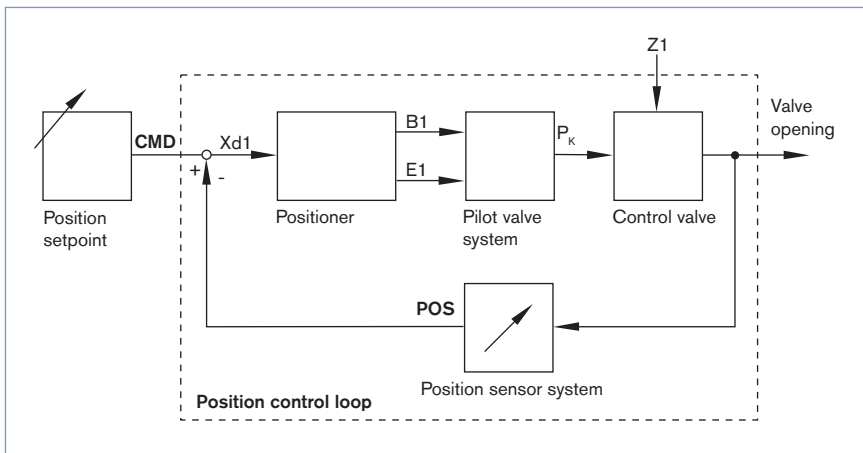 Z1
Valve
opening
CMD
Xd1
B1
P_K
+
-
E1
Position
setpoint
Positioner
Pilot valve
system
Control valve
POS
Position sensor system
Position control loop